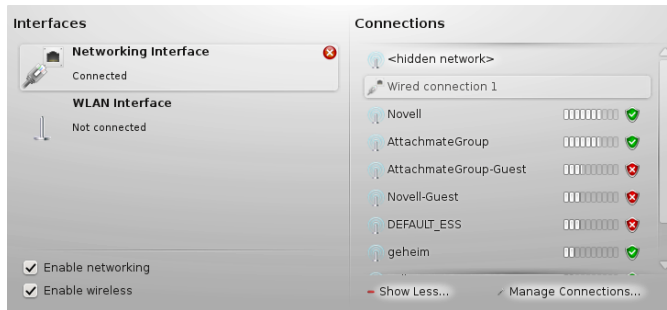 Interfaces
Networking Interface
Connected
WLAN Interface
Not connected
Enable networking
Enable wireless
Connections
<hidden network>
Wired connection 1
Novell
AttachmateGroup
AttachmateGroup-Guest
Novell-Guest
DEFAULT_ESS
geheim
Show Less...
Manage Connections...